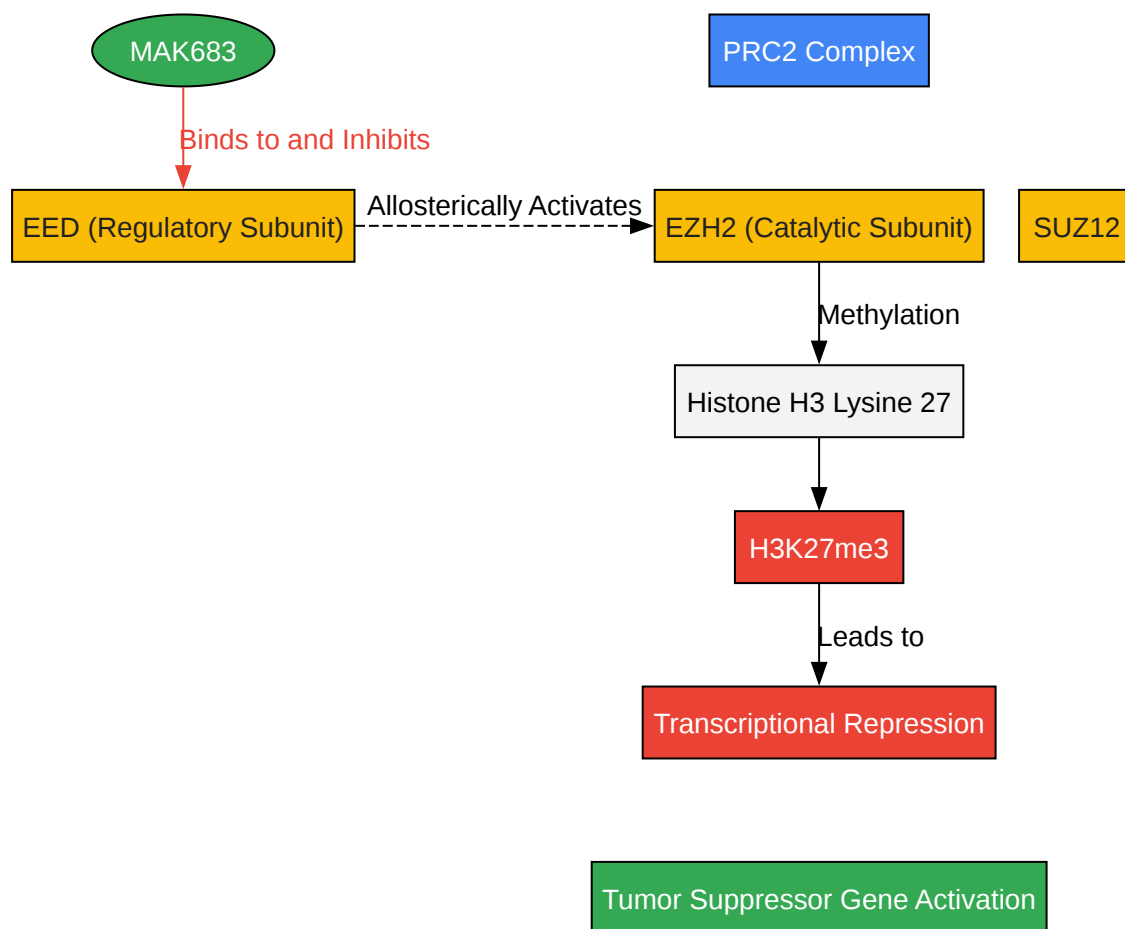 MAK683
PRC2 Complex
Binds to and Inhibits
EED (Regulatory Subunit)
Allosterically Activates
EZH2 (Catalytic Subunit)
SUZ12
Methylation
Histone H3 Lysine 27
H3K27me3
Leads to
Transcriptional Repression
Tumor Suppressor Gene Activation